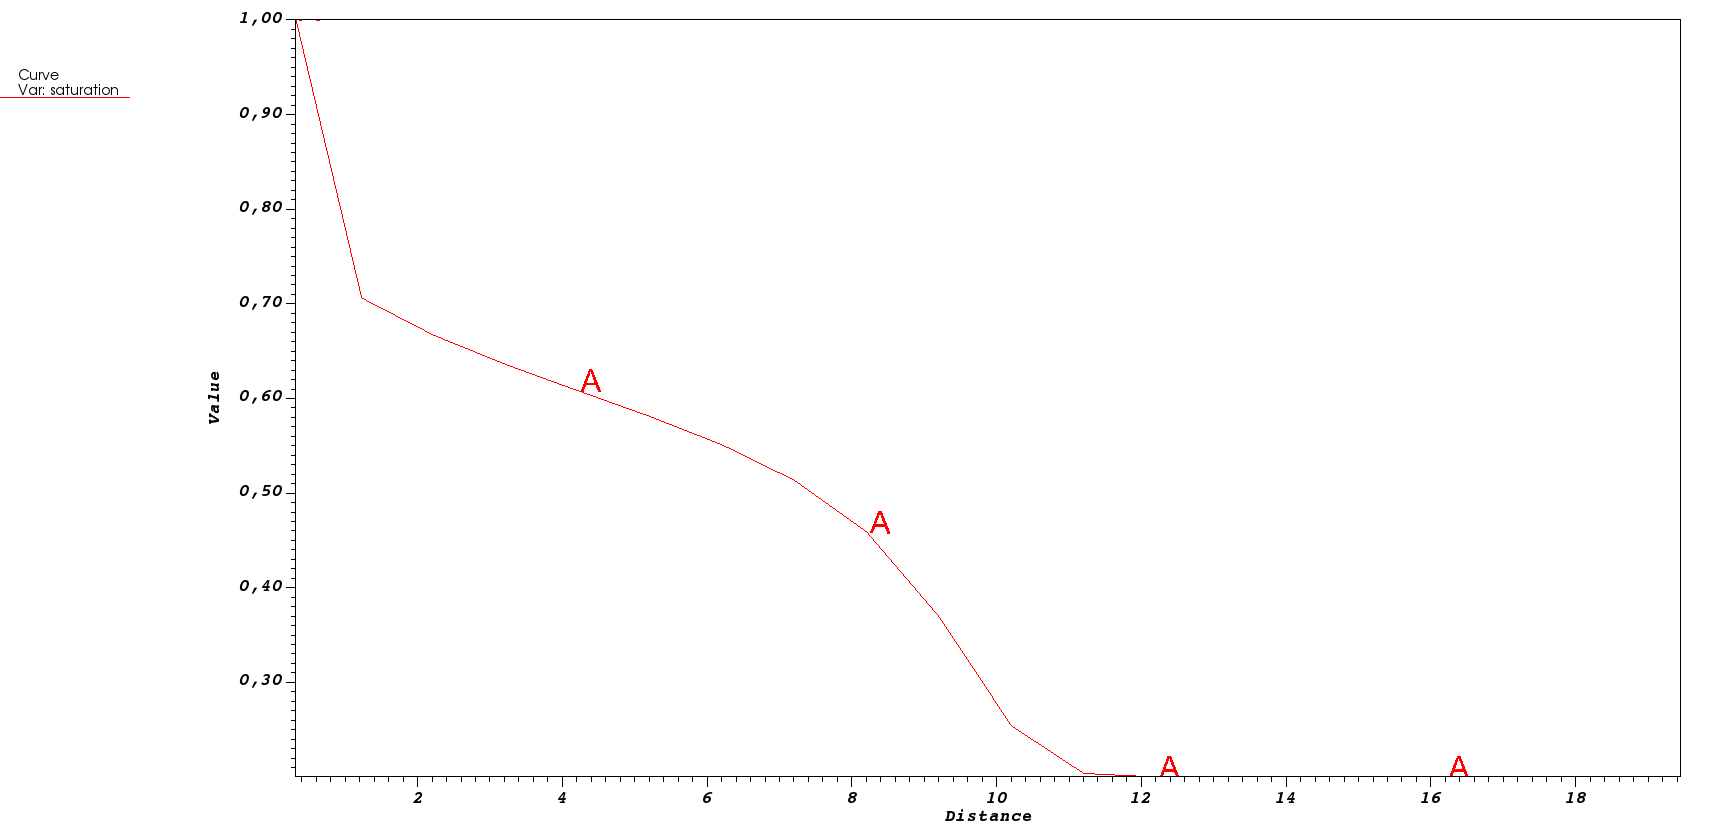 Curve
Var: saturation
1,00
0,90
0,80
0,70
0,60
0,50
0,40
0,30
Value
A
A
A
A
2 4 6 8 10 12 14 16 18
Distance